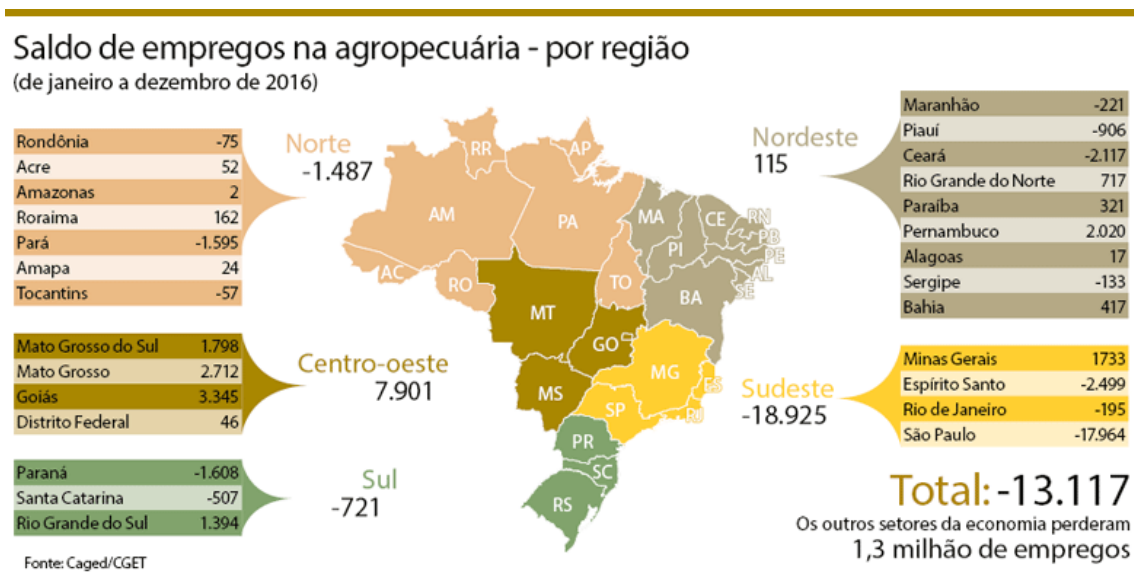 Saldo de empregos na agropecuária - por região
(de janeiro a dezembro de 2016)
Rondônia -75
Acre 52
Amazonas 2
Roraima 162
Pará -1.595
Amapa 24
Tocantins -57
Norte
-1.487
Mato Grosso do Sul 1.798
Mato Grosso 2.712
Goiás 3.345
Distrito Federal 46
Centro-oeste
7.901
Paraná -1.608
Santa Catarina -507
Rio Grande do Sul 1.394
Sul
-721
Fonte: Caged/CGET
RR
AP
AM
PA
MA
CE
RN
PB
PI
PE
AC
AL
RO
TO
SE
BA
MT
GO
MG
ES
MS
SP
RJ
PR
SC
RS
Nordeste
115
Maranhão -221
Piauí -906
Ceará -2.117
Rio Grande do Norte 717
Paraíba 321
Pernambuco 2.020
Alagoas 17
Sergipe -133
Bahia 417
Sudeste
-18.925
Minas Gerais 1733
Espírito Santo -2.499
Rio de Janeiro -195
São Paulo -17.964
Total: -13.117
Os outros setores da economia perderam
1,3 milhão de empregos